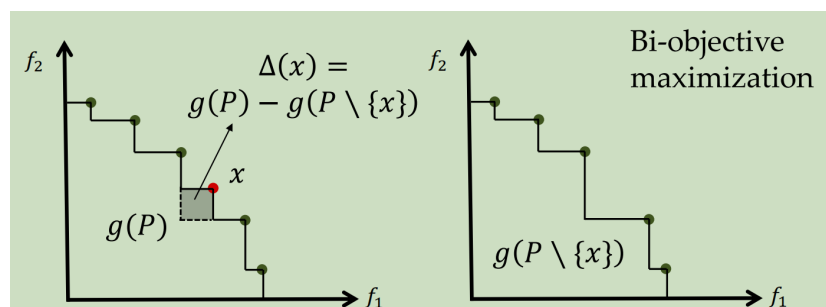 f₂
Δ(x) =
g(P) − g(P \ {x})
x
g(P)
f₁
Bi-objective
maximization
f₂
g(P \ {x})
f₁